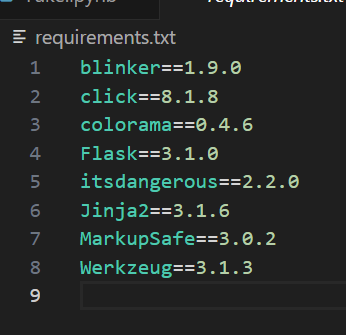 requirements.txt
1 blinker==1.9.0
2 click==8.1.8
3 colorama==0.4.6
4 Flask==3.1.0
5 itsdangerous==2.2.0
6 Jinja2==3.1.6
7 MarkupSafe==3.0.2
8 Werkzeug==3.1.3
9